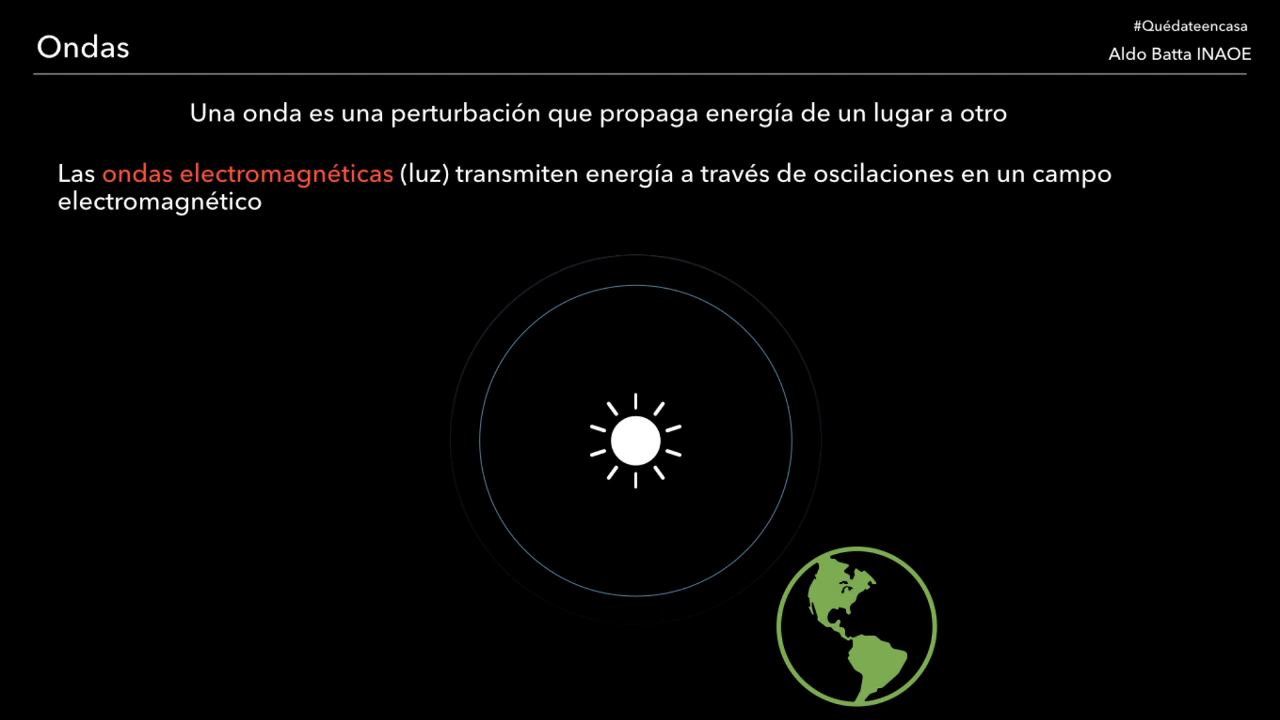 #Quédateencasa
Ondas
Aldo Batta INAOE
Una onda es una perturbación que propaga energía de un lugar a otro
Las ondas electromagnéticas (luz) transmiten energía a través de oscilaciones en un campo
electromagnético